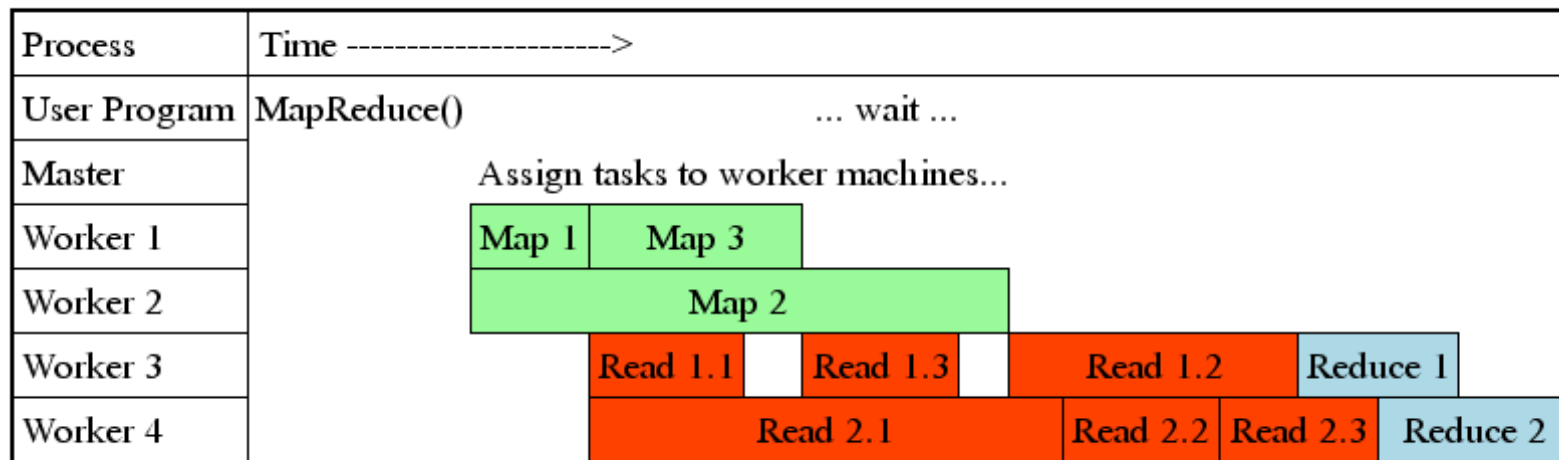 Process Time ---------------------->
User Program MapReduce() ... wait ...
Master Assign tasks to worker machines...
Worker 1 Map 1 Map 3
Worker 2 Map 2
Worker 3 Read 1.1 Read 1.3 Read 1.2 Reduce 1
Worker 4 Read 2.1 Read 2.2 Read 2.3 Reduce 2